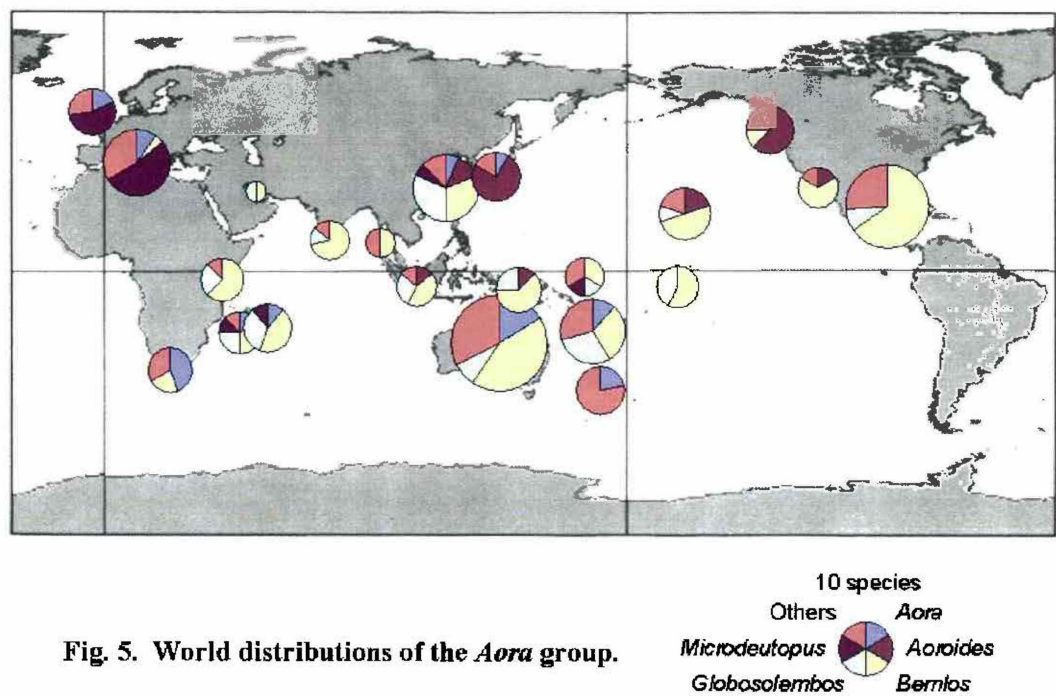 10 species
Others Aora
Microdeutopus Aoroides
Globosolembos Bemlos
Fig. 5. World distributions of the Aora group.